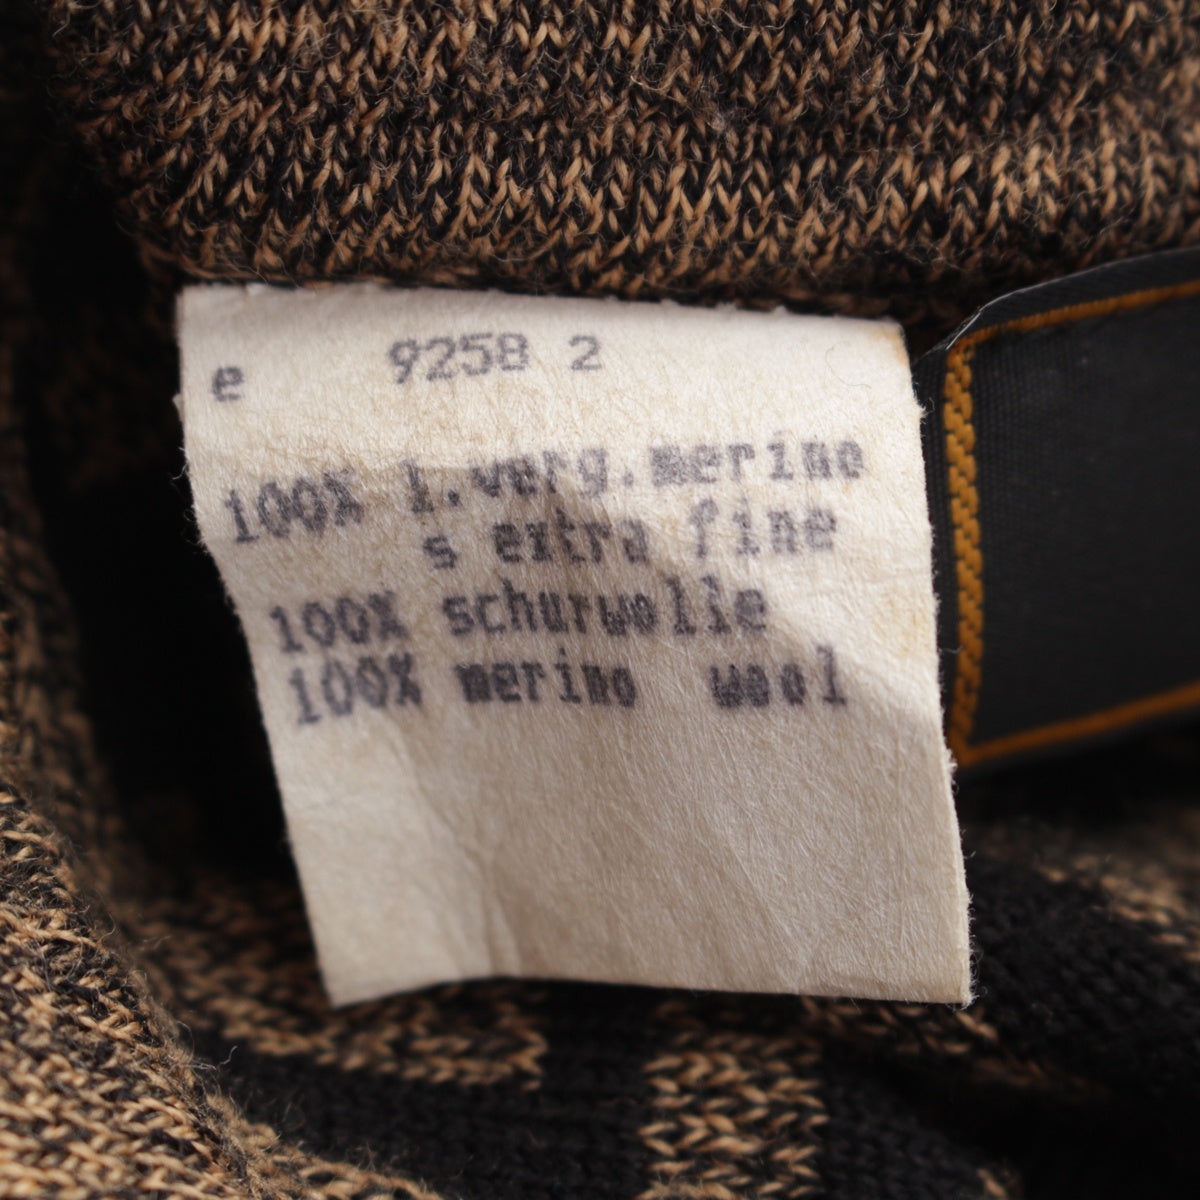 e 9258 2
100% l.verg.merino
s extra fine
100% schurwolle
100% merino wool